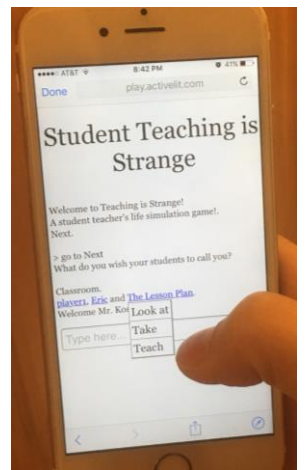 AT&T 8:42 PM 41%
Done play.activelit.com
Student Teaching is
Strange
Welcome to Teaching is Strange!
A student teacher's life simulation game!.
Next.
> go to Next
What do you wish your students to call you?
Classroom.
player1, Eric and The Lesson Plan.
Welcome Mr.
Look at
Type here...
Take
Teach